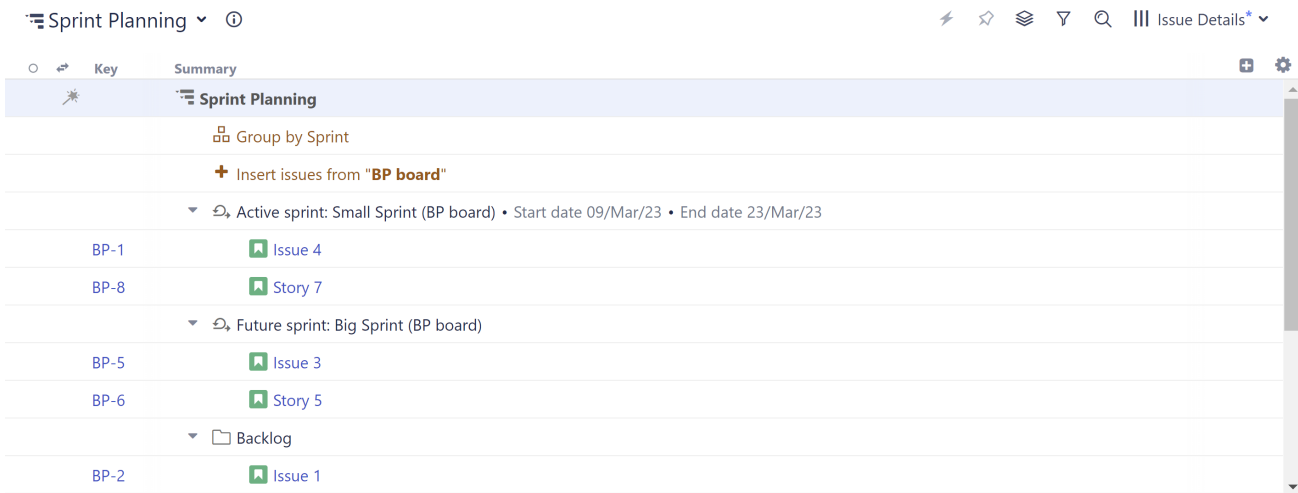 Sprint Planning
Issue Details*
Key Summary
Sprint Planning
Group by Sprint
Insert issues from "BP board"
Active sprint: Small Sprint (BP board) • Start date 09/Mar/23 • End date 23/Mar/23
BP-1 Issue 4
BP-8 Story 7
Future sprint: Big Sprint (BP board)
BP-5 Issue 3
BP-6 Story 5
Backlog
BP-2 Issue 1